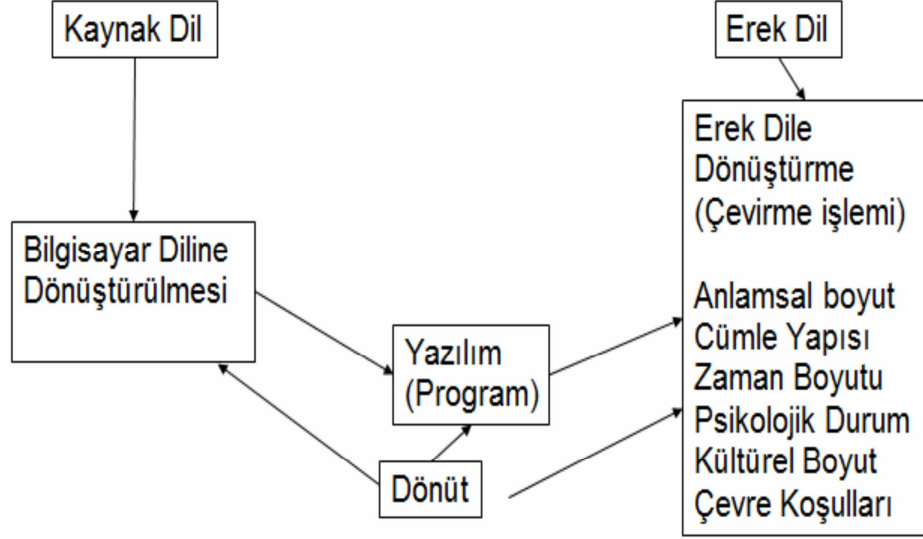 Kaynak Dil
Erek Dil
Bilgisayar Diline
Dönüştürülmesi
Yazılım
(Program)
Dönüt
Erek Dile
Dönüştürme
(Çevirme işlemi)
Anlamsal boyut
Cümle Yapısı
Zaman Boyutu
Psikolojik Durum
Kültürel Boyut
Çevre Koşulları